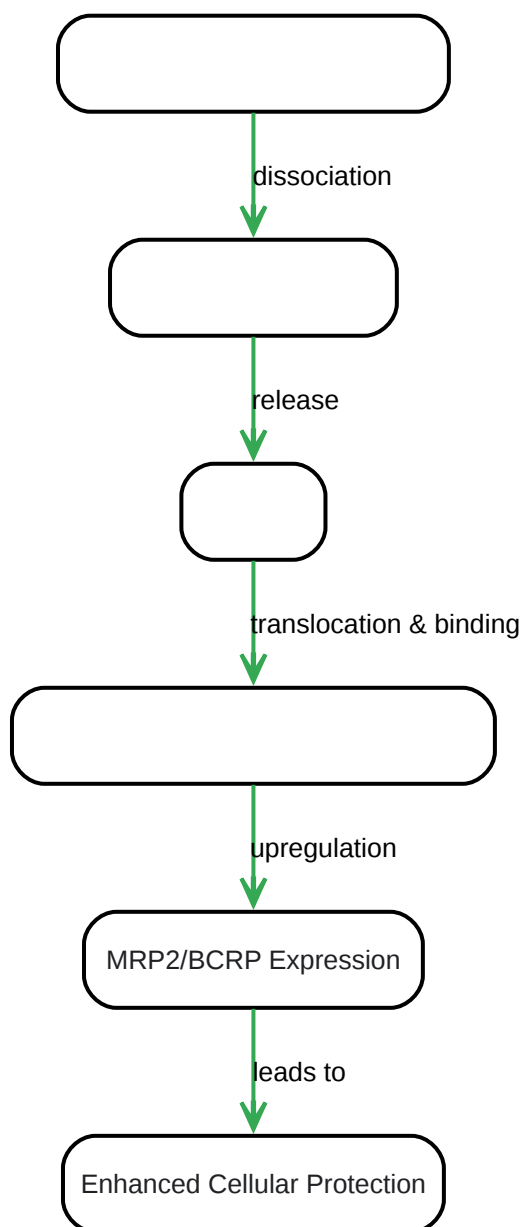 dissociation
release
translocation & binding
upregulation
MRP2/BCRP Expression
leads to
Enhanced Cellular Protection